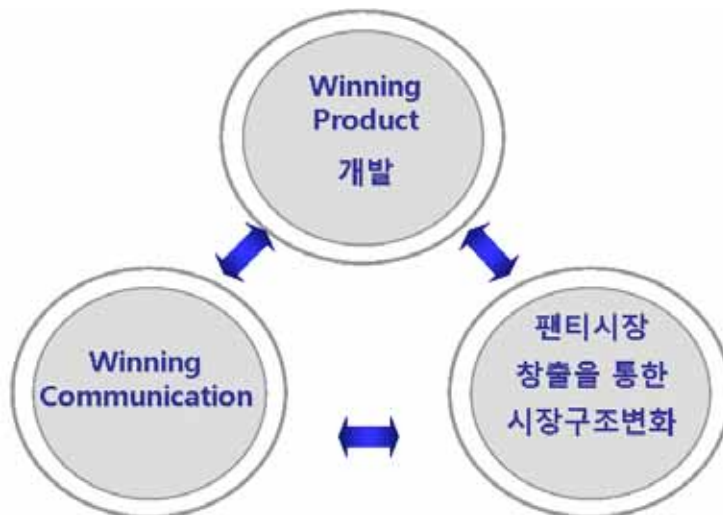 Winning
Product
개발
Winning
Communication
팬티시장
창출을 통한
시장구조변화